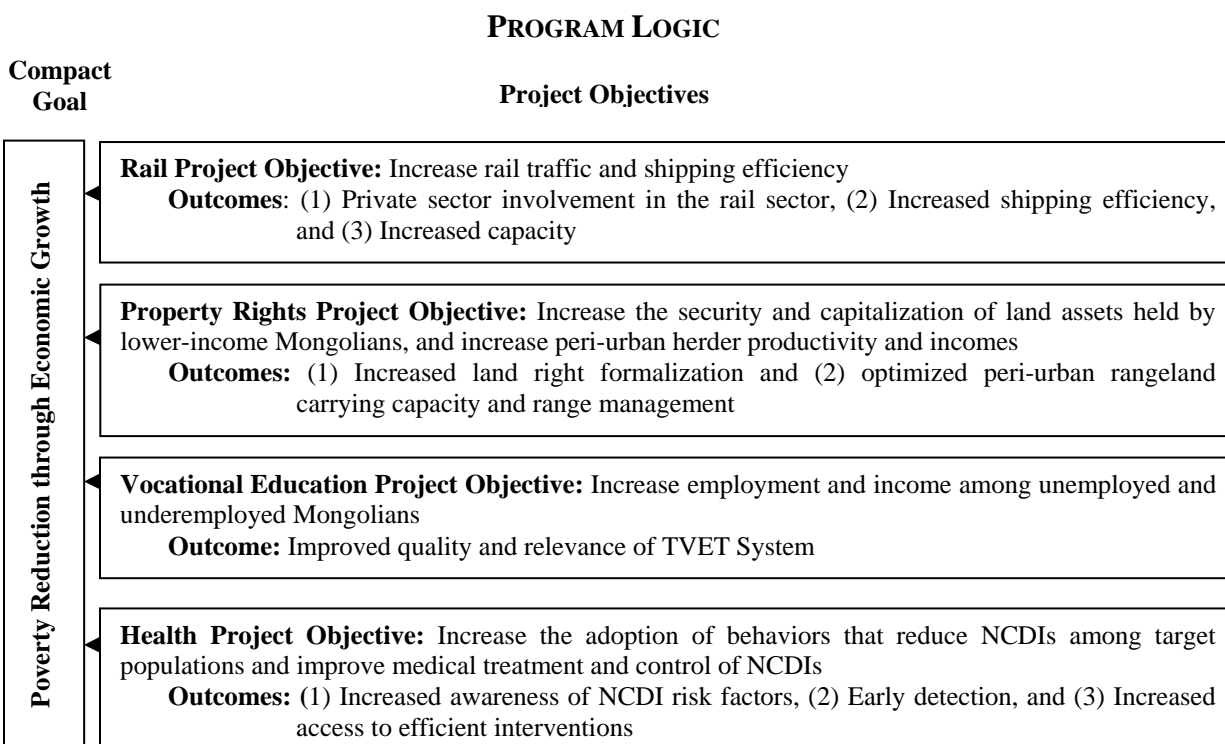 PROGRAM LOGIC
Compact
Goal
Project Objectives
Poverty Reduction through Economic Growth
Rail Project Objective: Increase rail traffic and shipping efficiency
Outcomes: (1) Private sector involvement in the rail sector, (2) Increased shipping efficiency,
and (3) Increased capacity
Property Rights Project Objective: Increase the security and capitalization of land assets held by
lower-income Mongolians, and increase peri-urban herder productivity and incomes
Outcomes: (1) Increased land right formalization and (2) optimized peri-urban rangeland
carrying capacity and range management
Vocational Education Project Objective: Increase employment and income among unemployed and
underemployed Mongolians
Outcome: Improved quality and relevance of TVET System
Health Project Objective: Increase the adoption of behaviors that reduce NCDIs among target
populations and improve medical treatment and control of NCDIs
Outcomes: (1) Increased awareness of NCDI risk factors, (2) Early detection, and (3) Increased
access to efficient interventions